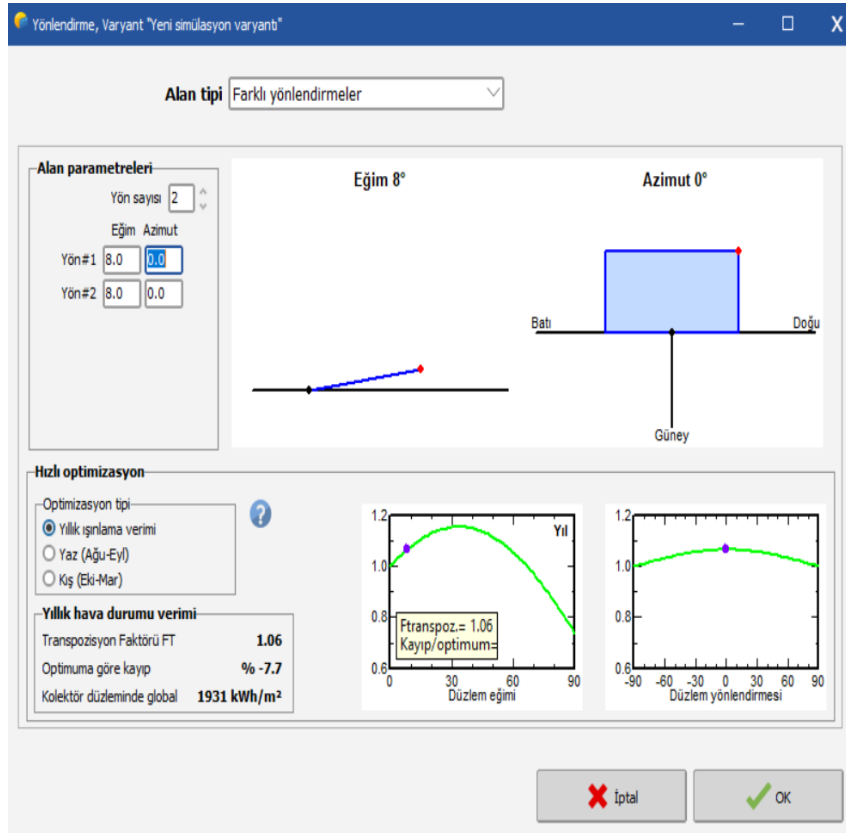 Yönlendirme, Varyant "Yeni simülasyon varyantı"
Alan tipi Farklı yönlendirmeler
Alan parametreleri
Yön sayısı 2
Eğim Azimut
Yön#1 8.0 0.0
Yön#2 8.0 0.0
Eğim 8°
Azimut 0°
Batı
Doğu
Güney
Hızlı optimizasyon
Optimizasyon tipi
Yıllık ışınlama verimi
Yaz (Ağu-Eyl)
Kış (Eki-Mar)
?
Yıllık hava durumu verimi
Transpozisyon Faktörü FT 1.06
Optimuma göre kayıp % -7.7
Kolektör düzleminde global 1931 kWh/m²
Yıl
1.2
1.0
0.8
0.6
Ftranspoz.= 1.06
Kayıp/optimum=
0 30 60 90
Düzlem eğimi
1.2
1.0
0.8
0.6
-90 -60 -30 0 30 60 90
Düzlem yönlendirmesi
İptal
OK